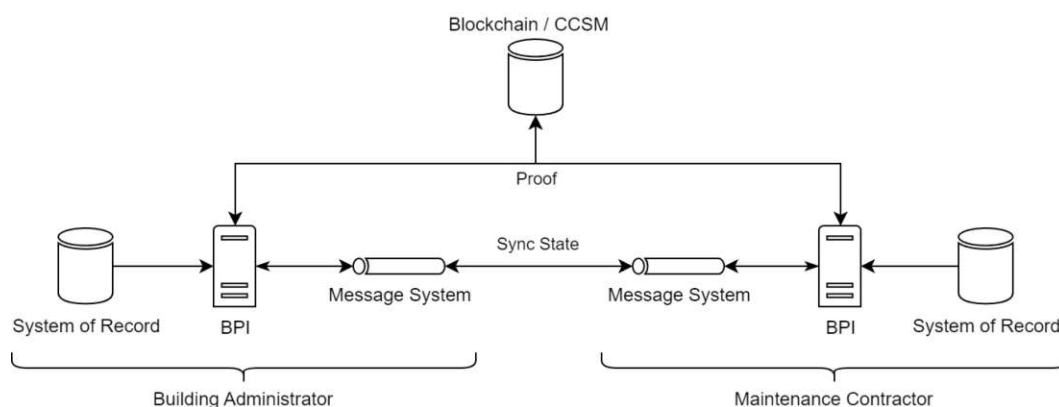 Blockchain / CCSM
Proof
Sync State
Message System
Message System
System of Record
BPI
BPI
System of Record
Building Administrator
Maintenance Contractor